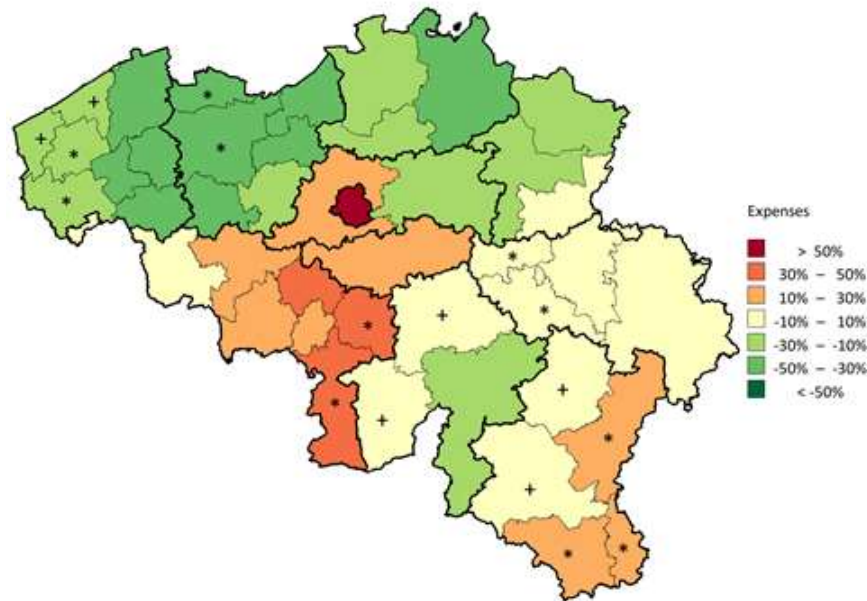 Expenses
> 50%
30% – 50%
10% – 30%
-10% – 10%
-30% – -10%
-50% – -30%
< -50%